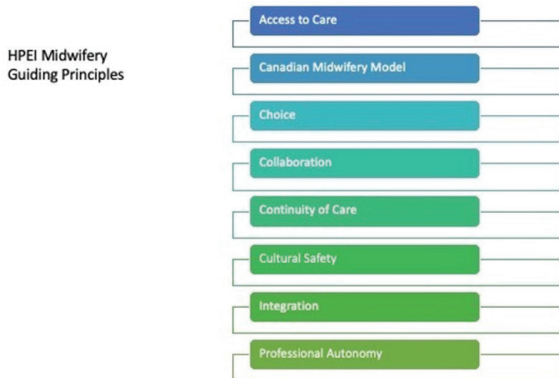 HPEI Midwifery
Guiding Principles
Access to Care
Canadian Midwifery Model
Choice
Collaboration
Continuity of Care
Cultural Safety
Integration
Professional Autonomy